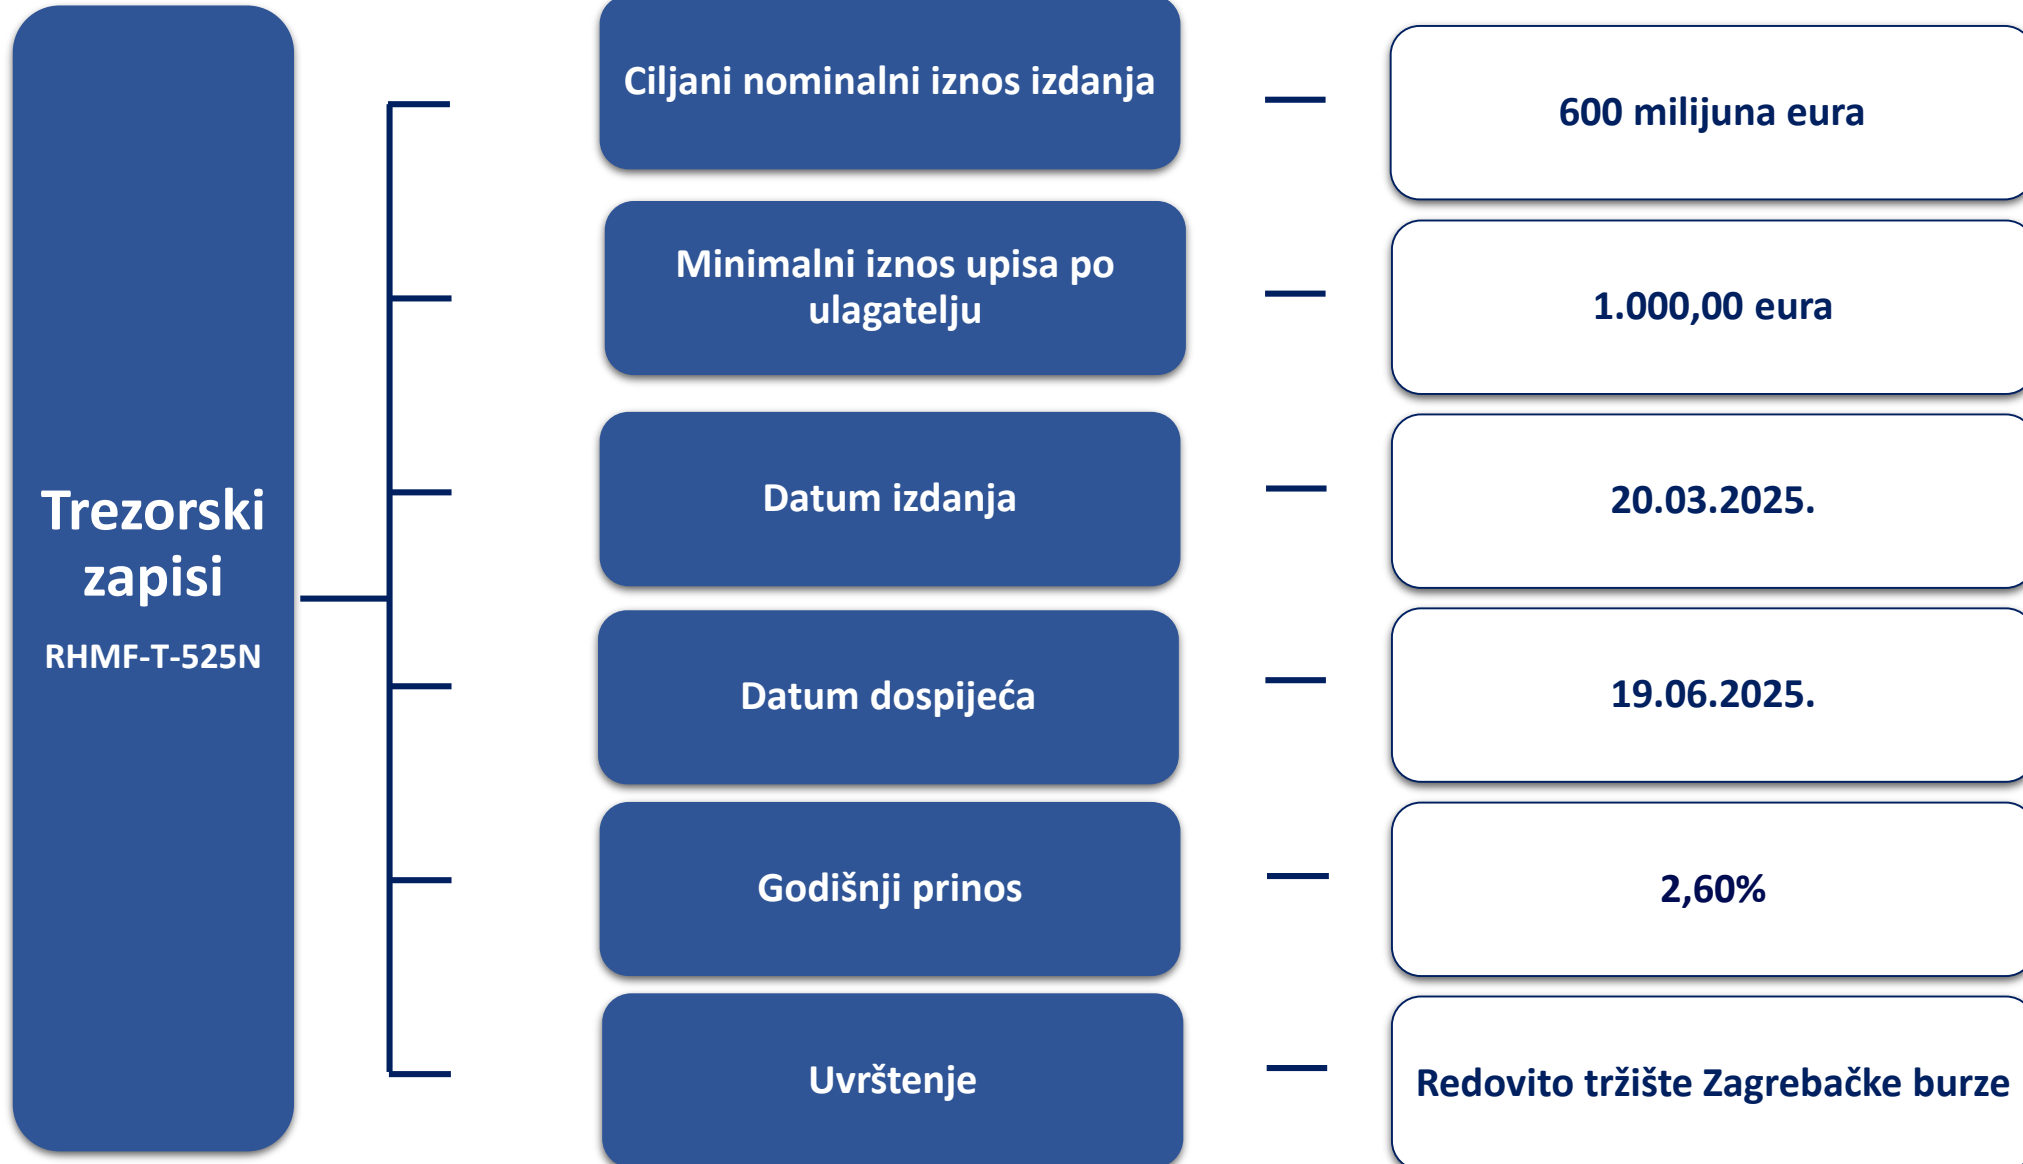 Trezorski
zapisi
RHMF-T-525N
Ciljani nominalni iznos izdanja
600 milijuna eura
Minimalni iznos upisa po
ulagatelju
1.000,00 eura
Datum izdanja
20.03.2025.
Datum dospijeća
19.06.2025.
Godišnji prinos
2,60%
Uvrštenje
Redovito tržište Zagrebačke burze